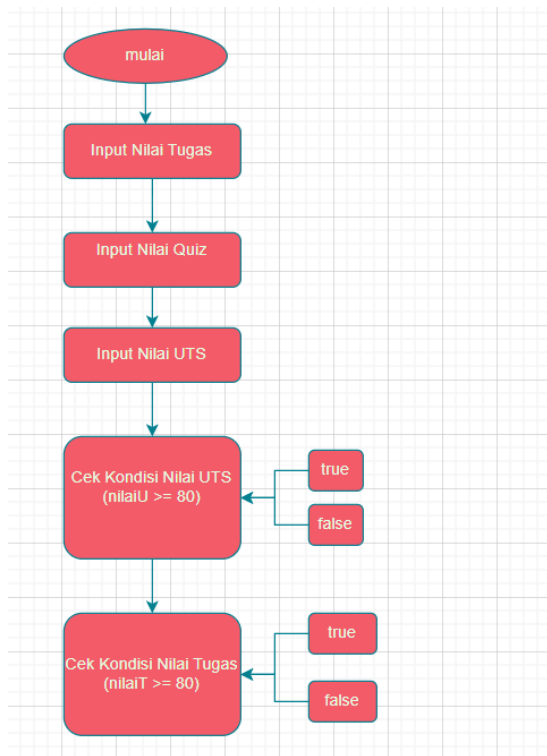 mulai
Input Nilai Tugas
Input Nilai Quiz
Input Nilai UTS
Cek Kondisi Nilai UTS
(nilaiU >= 80)
true
false
Cek Kondisi Nilai Tugas
(nilaiT >= 80)
true
false